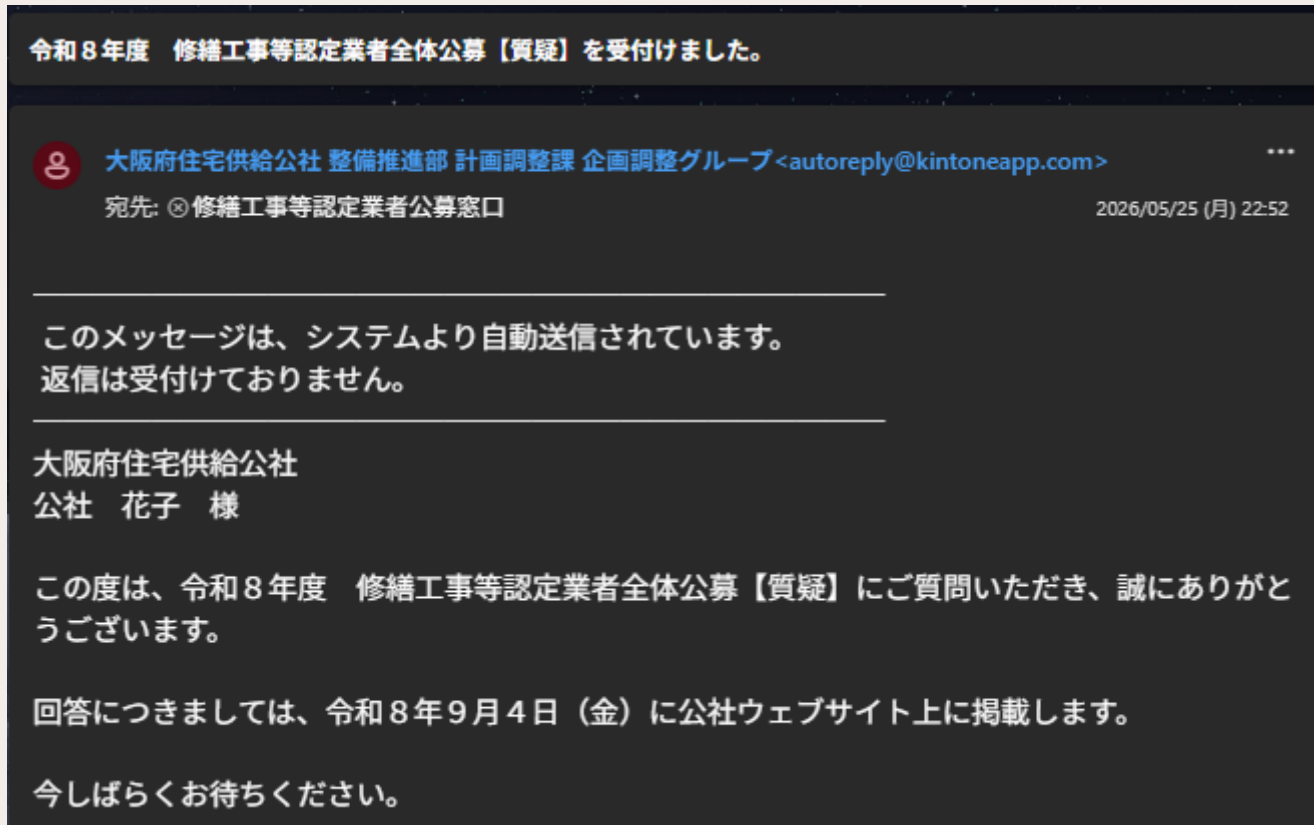 令和８年度　修繕工事等認定業者全体公募【質疑】を受付けました。
大阪府住宅供給公社 整備推進部 計画調整課 企画調整グループ<autoreply@kintoneapp.com>
宛先: ⊗修繕工事等認定業者公募窓口
2026/05/25 (月) 22:52
このメッセージは、システムより自動送信されています。
返信は受付けておりません。
大阪府住宅供給公社
公社　花子　様
この度は、令和８年度　修繕工事等認定業者全体公募【質疑】にご質問いただき、誠にありがと
うございます。
回答につきましては、令和８年９月４日（金）に公社ウェブサイト上に掲載します。
今しばらくお待ちください。